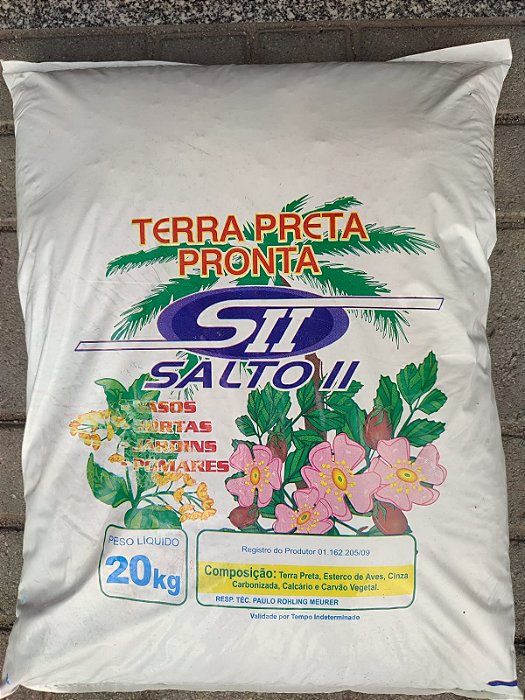 TERRA PRETA
PRONTA
SII
SALTO II
- VASOS
- HORTAS
- JARDINS
- POMARES
PESO LÍQUIDO
20kg
Registro do Produtor 01.162.205/09
Composição: Terra Preta, Esterco de Aves, Cinza
Carbonizada, Calcário e Carvão Vegetal.
RESP. TÉC. PAULO ROHLING MEURER
Validade por Tempo Indeterminado